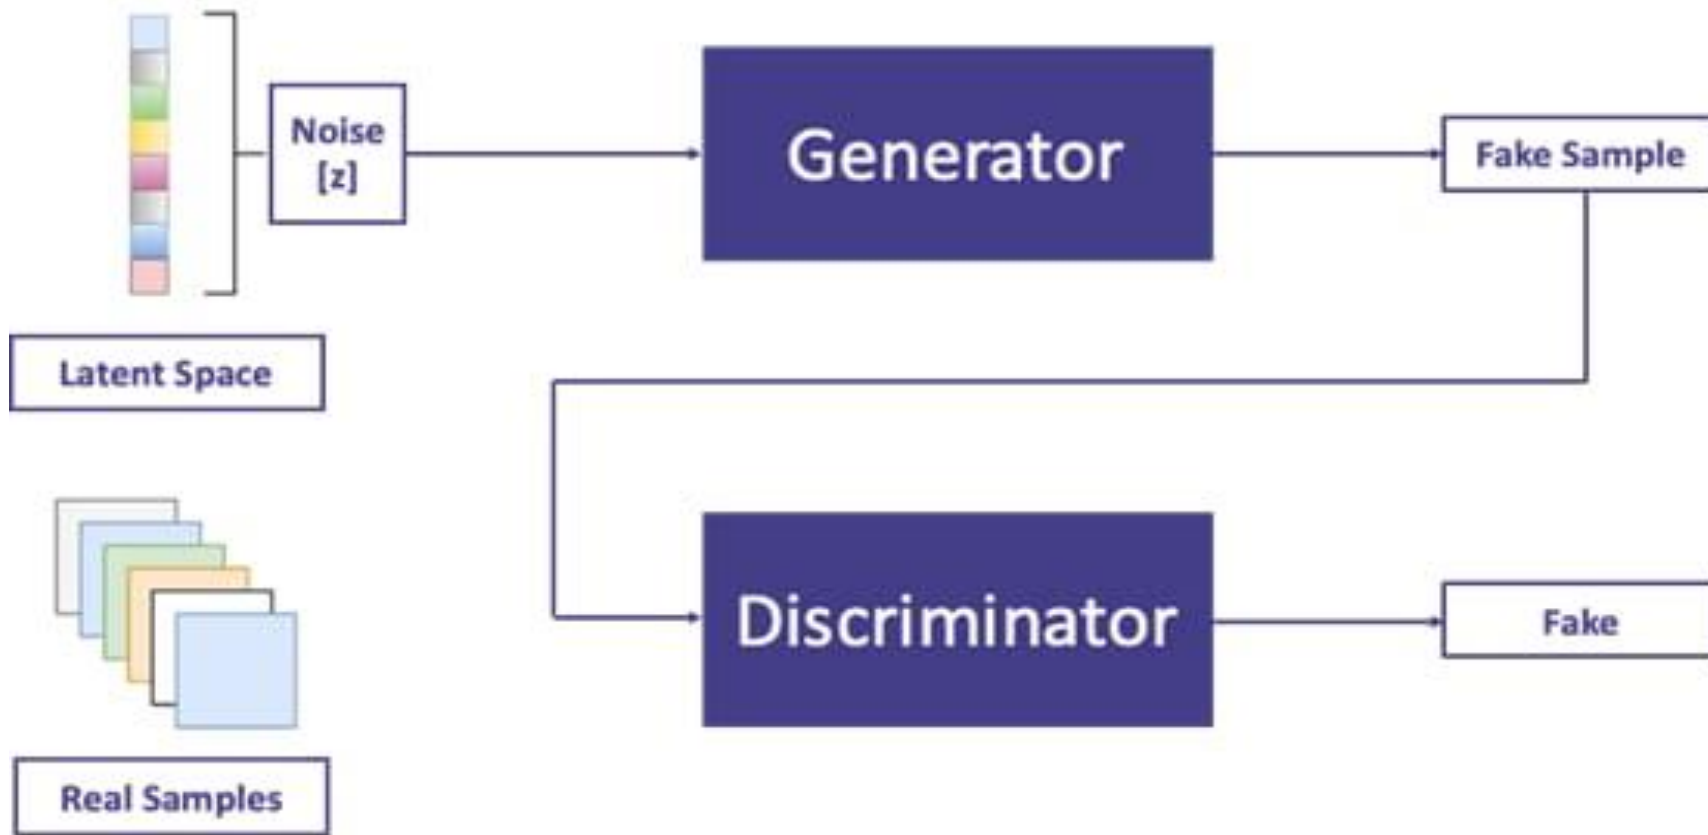 Noise
[z]
Generator
Fake Sample
Latent Space
Discriminator
Fake
Real Samples